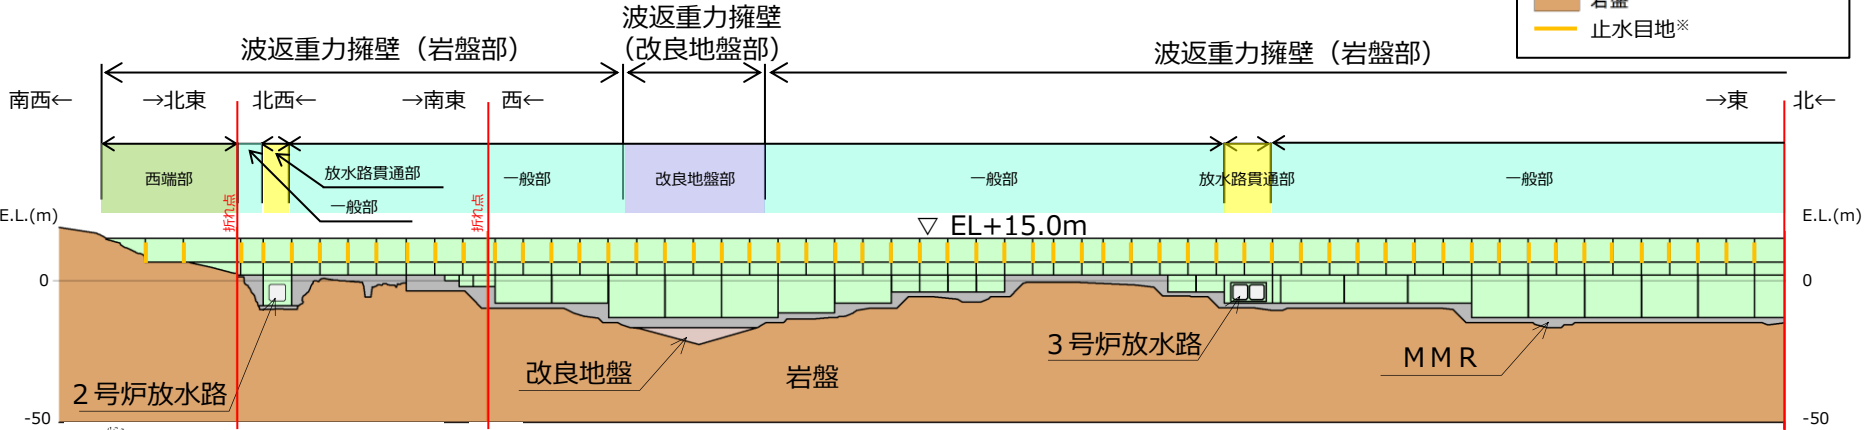 岩盤
止水目地※
波返重力擁壁（岩盤部）
波返重力擁壁
（改良地盤部）
波返重力擁壁（岩盤部）
南西←
→北東
北西←
→南東
西←
→東
北←
西端部
放水路貫通部
一般部
一般部
改良地盤部
一般部
放水路貫通部
一般部
折れ点
折れ点
E.L.(m)
▽ EL+15.0m
E.L.(m)
0
0
2号炉放水路
改良地盤
岩盤
3号炉放水路
MMR
-50
-50